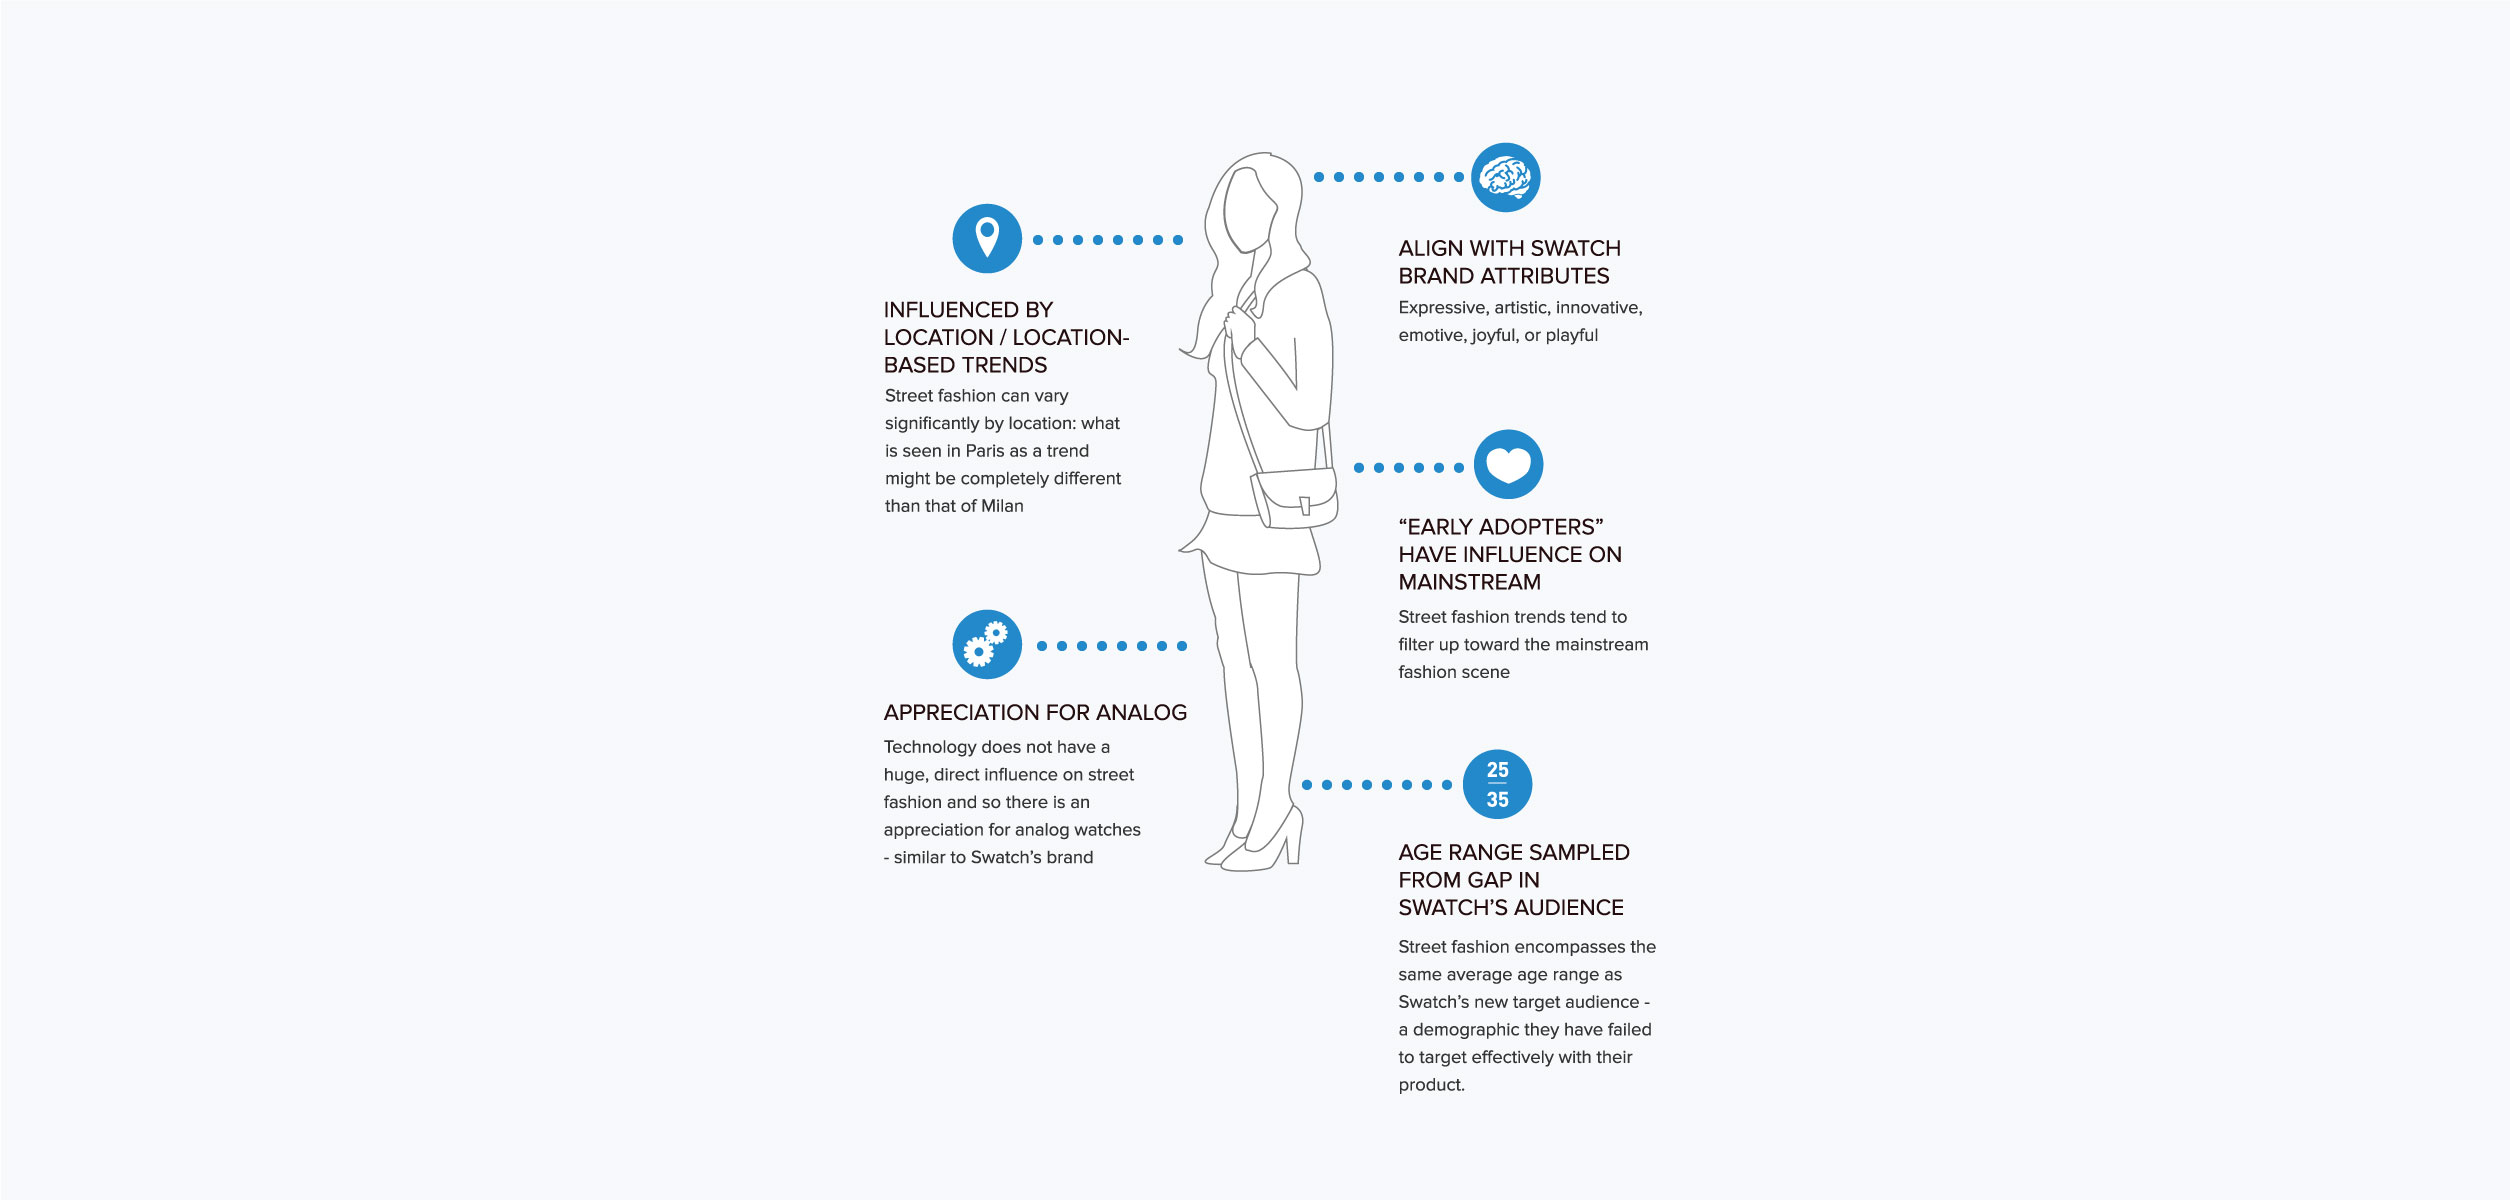 INFLUENCED BY
LOCATION / LOCATION-
BASED TRENDS
Street fashion can vary
significantly by location: what
is seen in Paris as a trend
might be completely different
than that of Milan
APPRECIATION FOR ANALOG
Technology does not have a
huge, direct influence on street
fashion and so there is an
appreciation for analog watches
- similar to Swatch’s brand
ALIGN WITH SWATCH
BRAND ATTRIBUTES
Expressive, artistic, innovative,
emotive, joyful, or playful
“EARLY ADOPTERS”
HAVE INFLUENCE ON
MAINSTREAM
Street fashion trends tend to
filter up toward the mainstream
fashion scene
25
35
AGE RANGE SAMPLED
FROM GAP IN
SWATCH’S AUDIENCE
Street fashion encompasses the
same average age range as
Swatch’s new target audience -
a demographic they have failed
to target effectively with their
product.